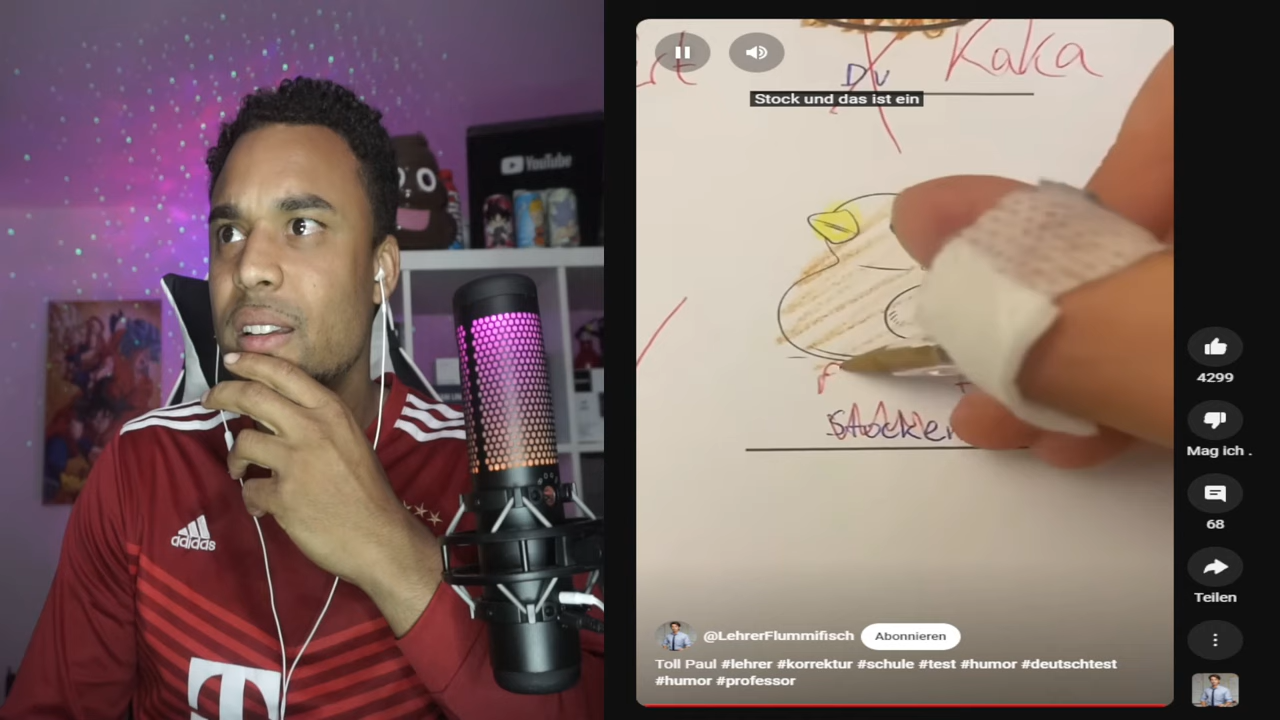 YouTube
adidas
T
Kaka
Du
Stock und das ist ein
Stocker
4299
Mag ich .
68
Teilen
@LehrerFlummifisch
Abonnieren
Toll Paul #lehrer #korrektur #schule #test #humor #deutschtest
#humor #professor